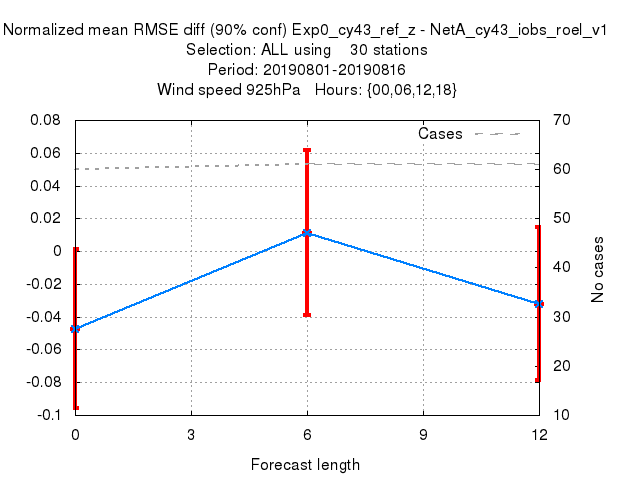 Normalized mean RMSE diff (90% conf) Exp0_cy43_ref_z - NetA_cy43_iobs_roel_v1
Selection: ALL using    30 stations
Period: 20190801-20190816
Wind speed 925hPa   Hours: {00,06,12,18}
Cases
0.08
0.06
0.04
0.02
0
-0.02
-0.04
-0.06
-0.08
-0.1
70
60
50
40
30
20
10
No cases
0 3 6 9 12
Forecast length